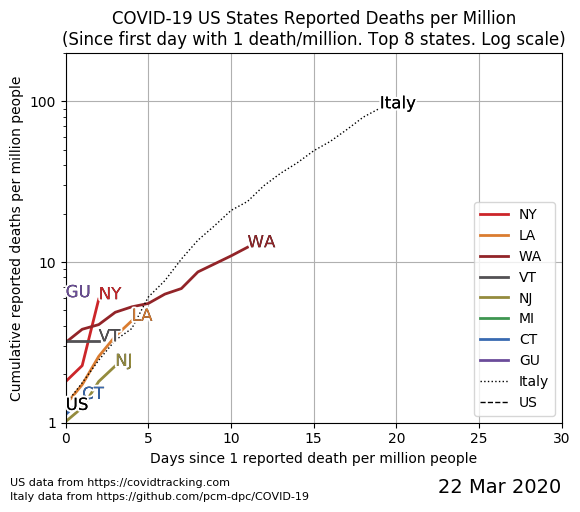 COVID-19 US States Reported Deaths per Million
(Since first day with 1 death/million. Top 8 states. Log scale)
Cumulative reported deaths per million people
100
10
1
Italy
WA
GU
NY
LA
VT
NJ
CT
US
NY
LA
WA
VT
NJ
MI
CT
GU
Italy
US
0 5 10 15 20 25 30
Days since 1 reported death per million people
US data from https://covidtracking.com
Italy data from https://github.com/pcm-dpc/COVID-19
22 Mar 2020